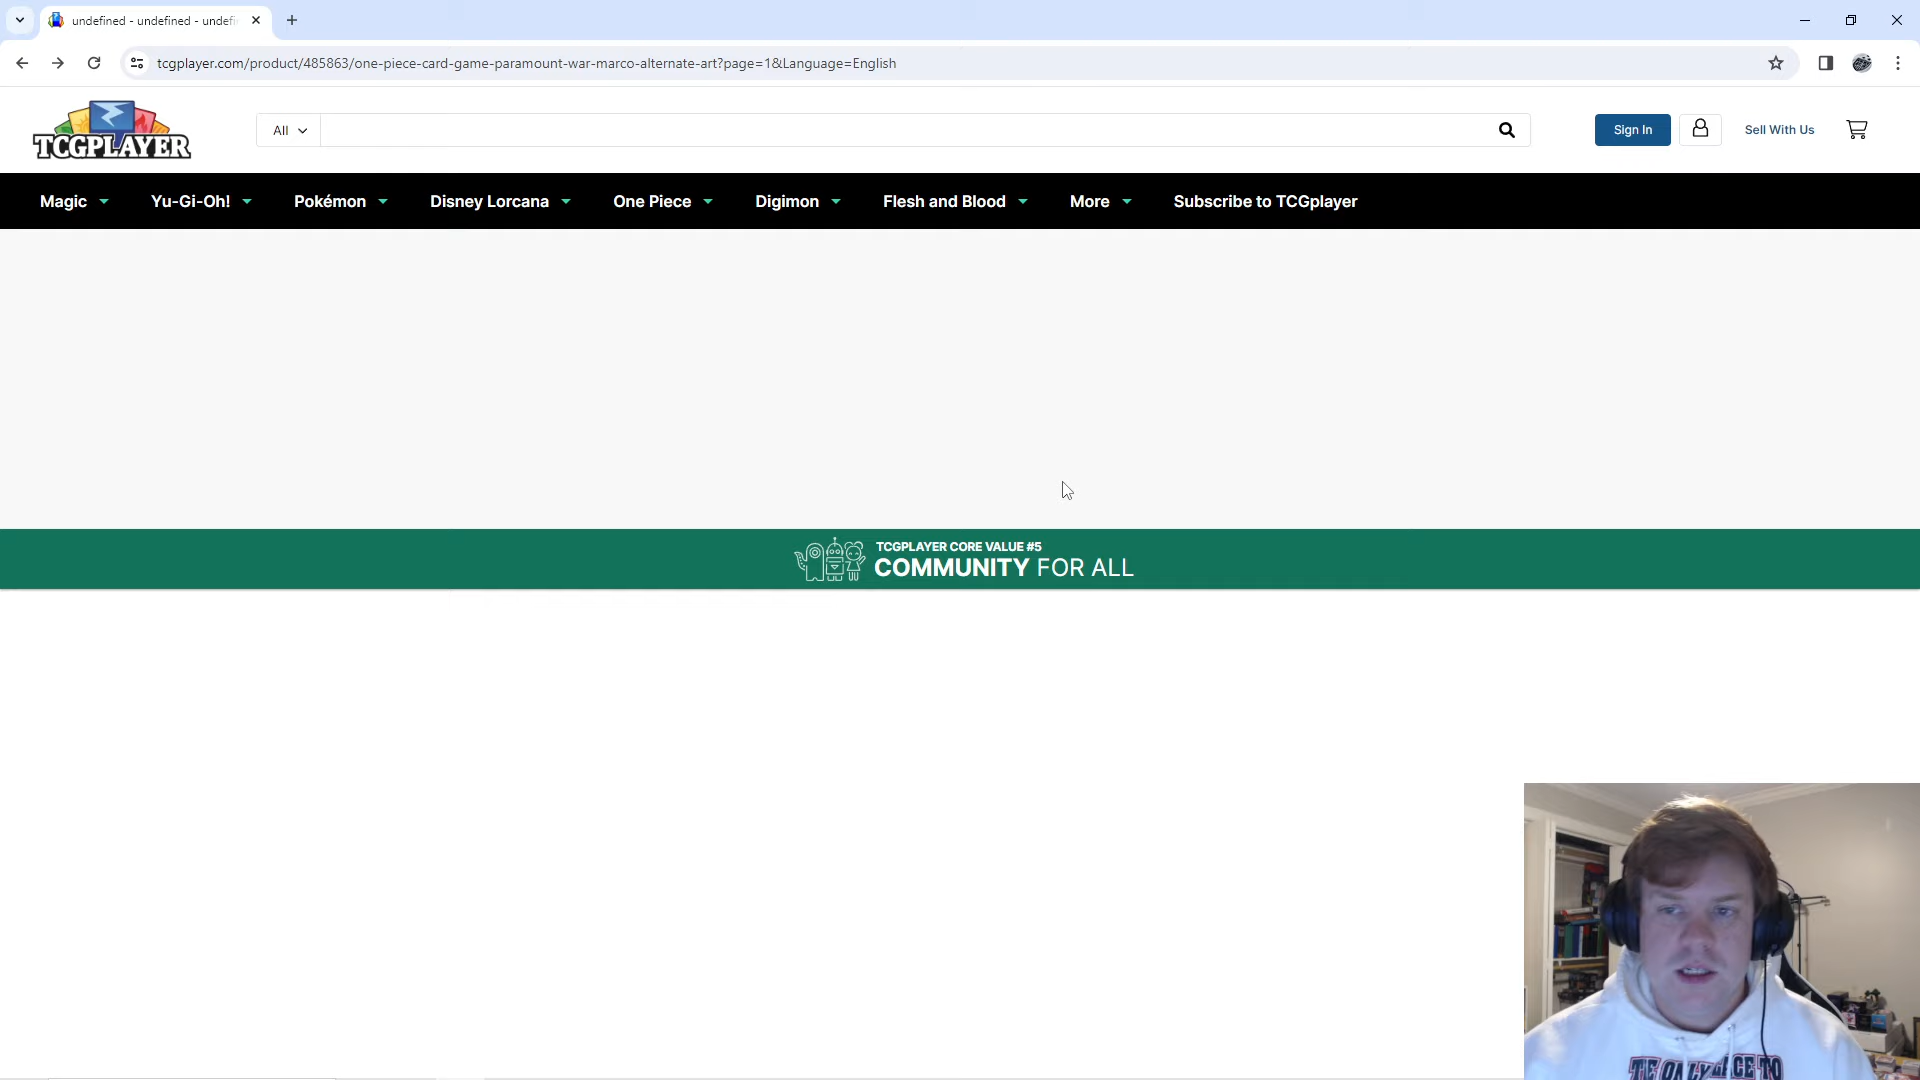 undefined - undefined - undefi
tcgplayer.com/product/485863/one-piece-card-game-paramount-war-marco-alternate-art?page=1&Language=English
TCGPLAYER
All
Sign In
Sell With Us
Magic
Yu-Gi-Oh!
Pokémon
Disney Lorcana
One Piece
Digimon
Flesh and Blood
More
Subscribe to TCGplayer
TCGPLAYER CORE VALUE #5
COMMUNITY FOR ALL